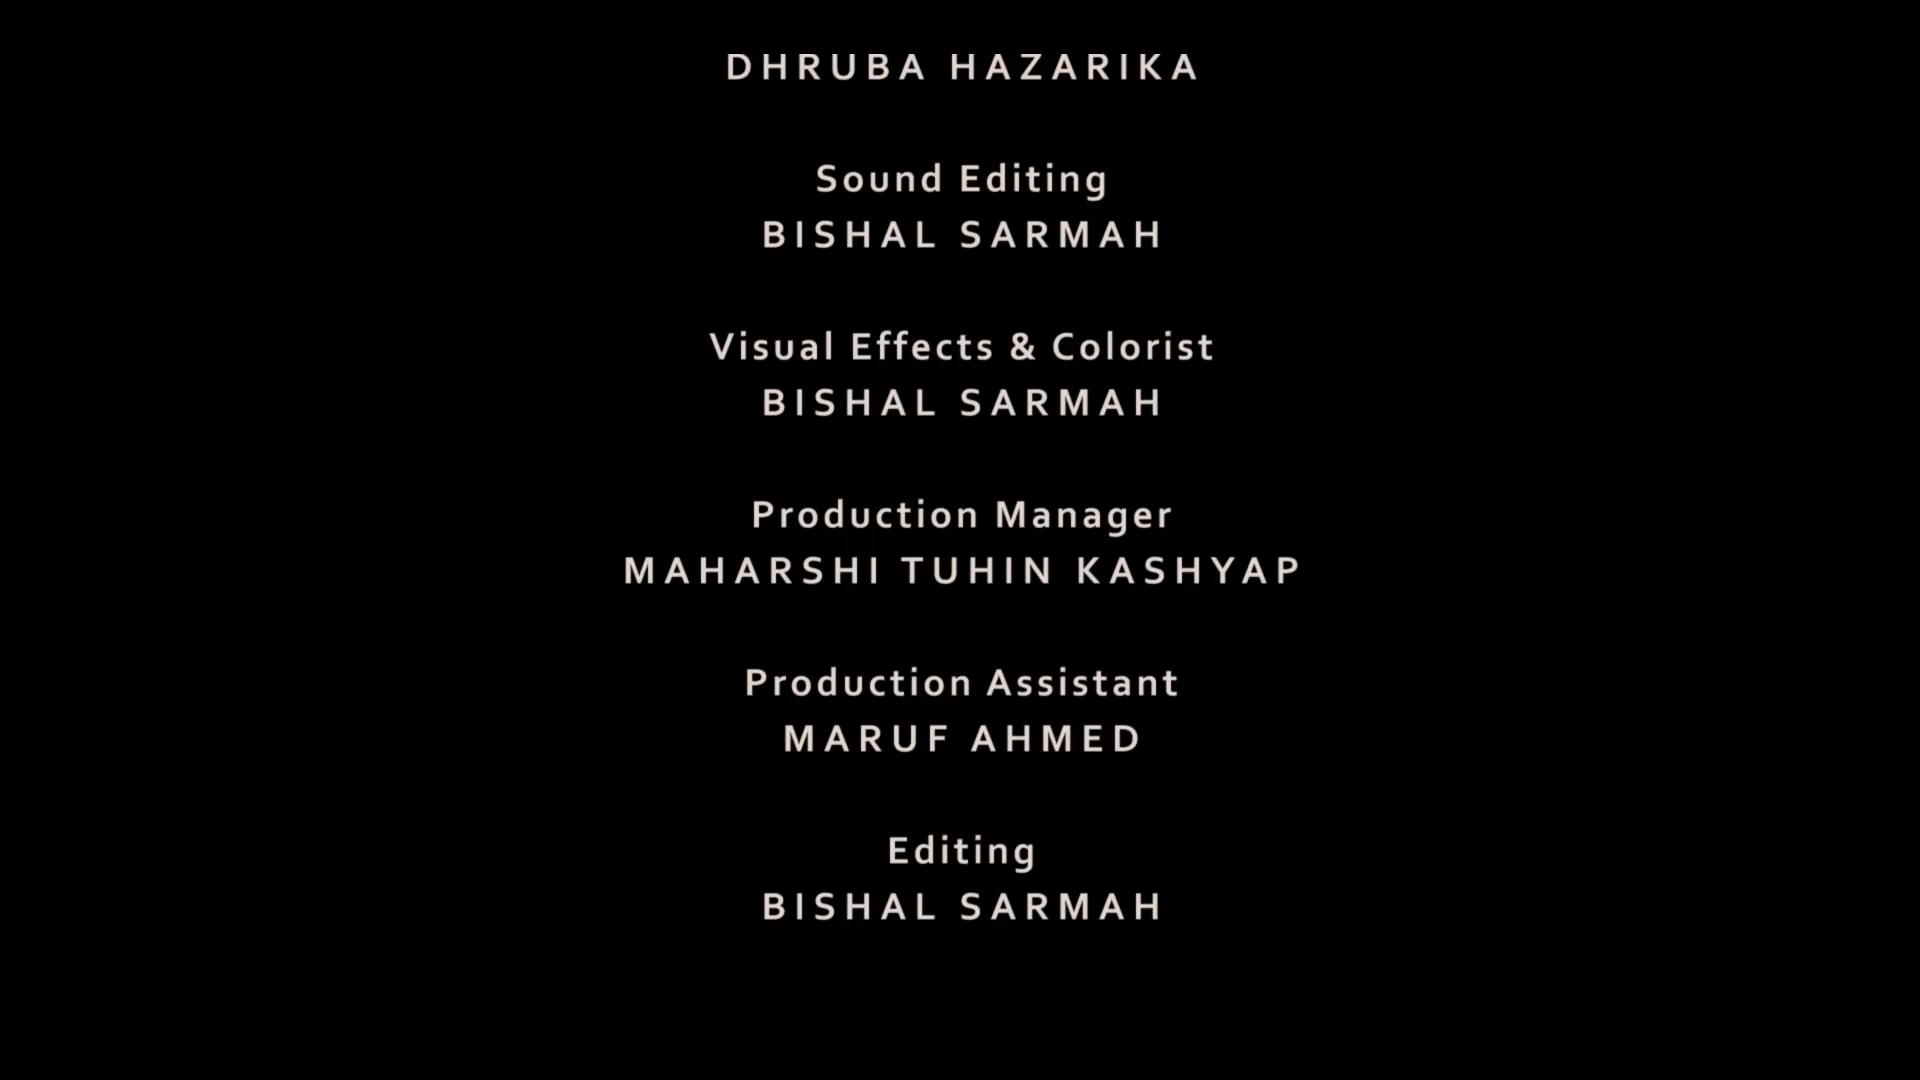 DHRUBA HAZARIKA
Sound Editing
BISHAL SARMAH
Visual Effects & Colorist
BISHAL SARMAH
Production Manager
MAHARSHI TUHIN KASHYAP
Production Assistant
MARUF AHMED
Editing
BISHAL SARMAH